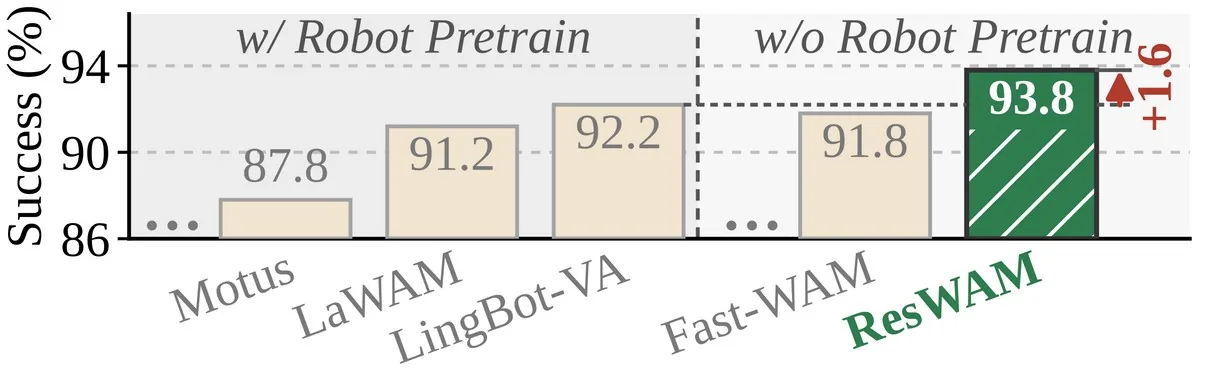 Success (%)
94
90
86
w/ Robot Pretrain
w/o Robot Pretrain
87.8
91.2
92.2
91.8
93.8
+1.6
...
...
Motus
LaWAM
LingBot-VA
Fast-WAM
ResWAM